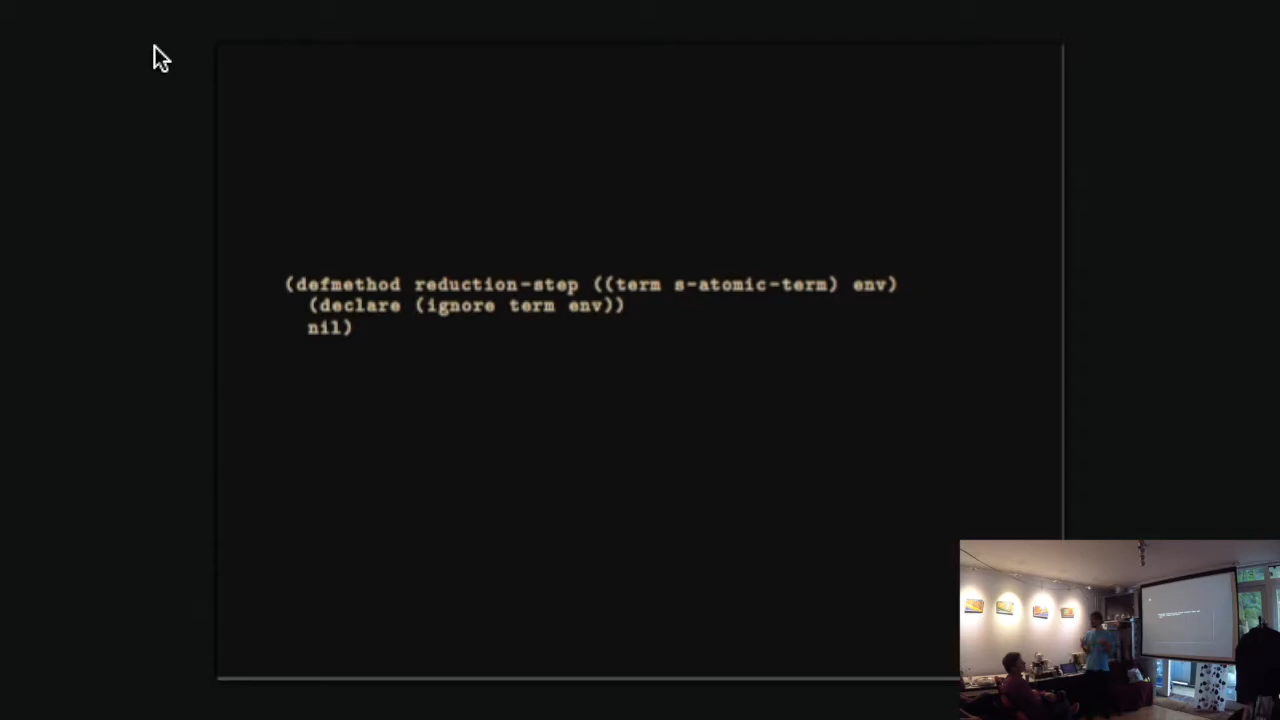 (defmethod reduction-step ((term s-atomic-term) env)
(declare (ignore term env))
nil)